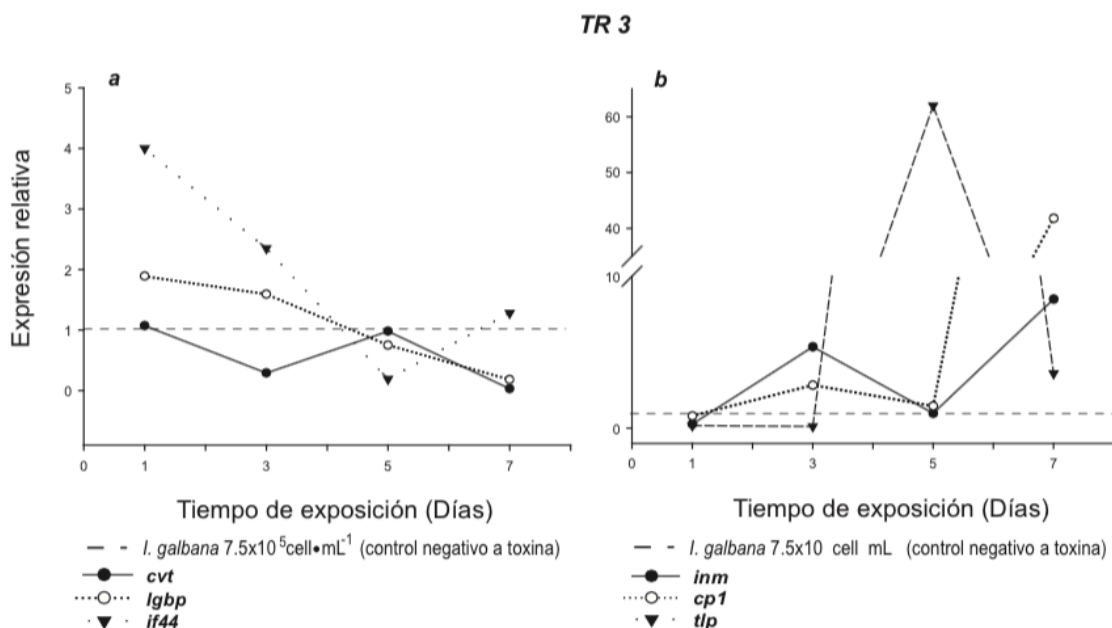 TR 3
a
5
4
3
2
1
0
Expresión relativa
0 1 3 5 7
Tiempo de exposición (Días)
I. galbana 7.5x10 5cell•mL-1 (control negativo a toxina)
cvt
lgbp
if44
b
60
50
40
10
0
0 1 3 5 7
Tiempo de exposición (Días)
I. galbana 7.5x10 cell mL (control negativo a toxina)
inm
cp1
tlp